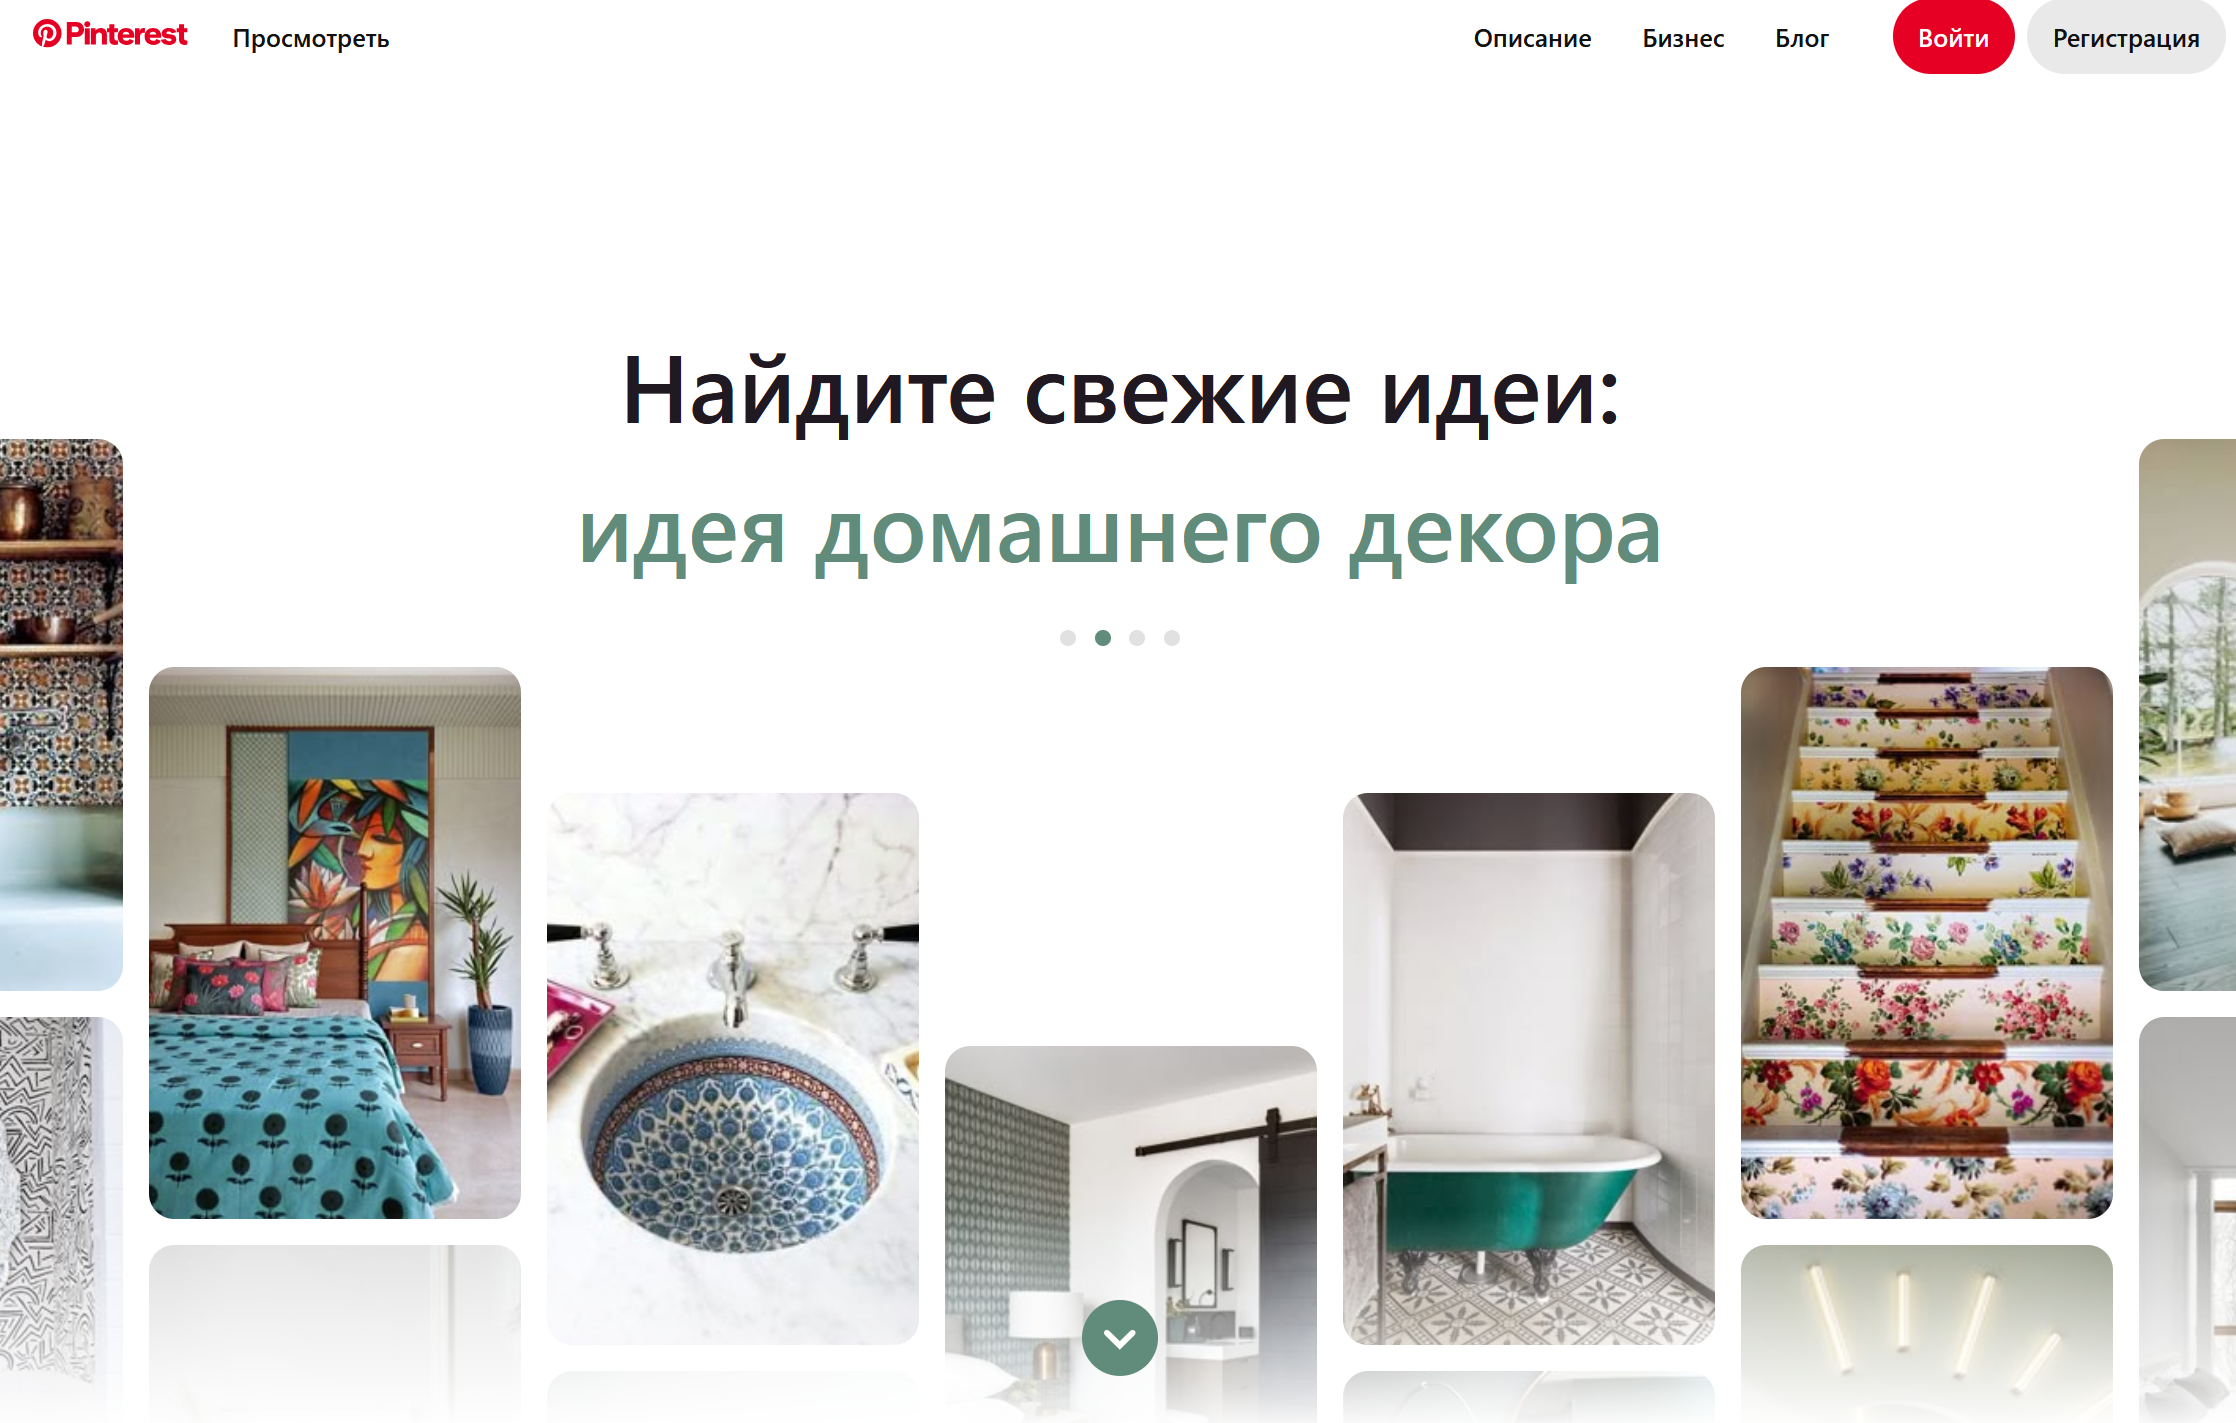 Pinterest
Просмотреть
Описание
Бизнес
Блог
Войти
Регистрация
Найдите свежие идеи:
идея домашнего декора